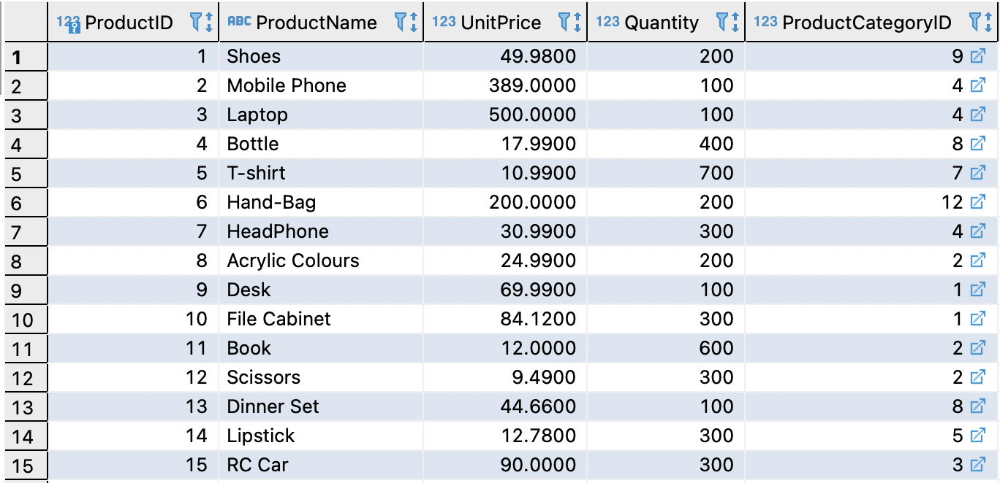 123 ProductID ABC ProductName 123 UnitPrice 123 Quantity 123 ProductCategoryID
1 1 Shoes 49.9800 200 9
2 2 Mobile Phone 389.0000 100 4
3 3 Laptop 500.0000 100 4
4 4 Bottle 17.9900 400 8
5 5 T-shirt 10.9900 700 7
6 6 Hand-Bag 200.0000 200 12
7 7 HeadPhone 30.9900 300 4
8 8 Acrylic Colours 24.9900 200 2
9 9 Desk 69.9900 100 1
10 10 File Cabinet 84.1200 300 1
11 11 Book 12.0000 600 2
12 12 Scissors 9.4900 300 2
13 13 Dinner Set 44.6600 100 8
14 14 Lipstick 12.7800 300 5
15 15 RC Car 90.0000 300 3